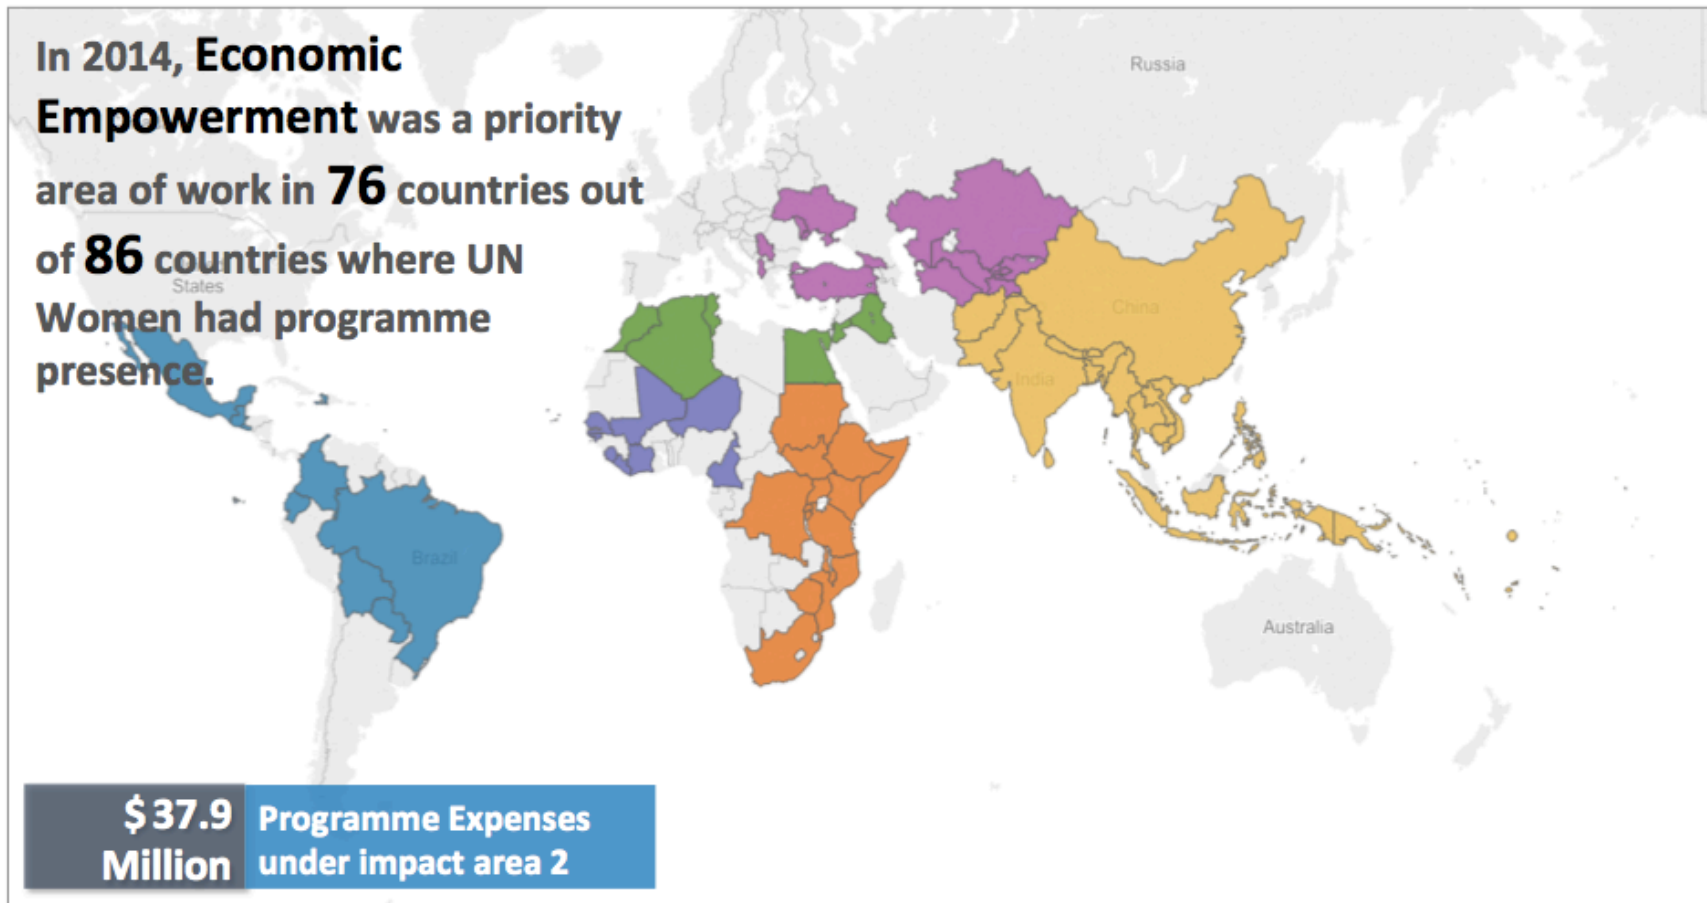 In 2014, Economic
Empowerment was a priority
area of work in 76 countries out
of 86 countries where UN
States
Women had programme
presence.
Russia
China
India
Brazil
Australia
$37.9
Million
Programme Expenses
under impact area 2